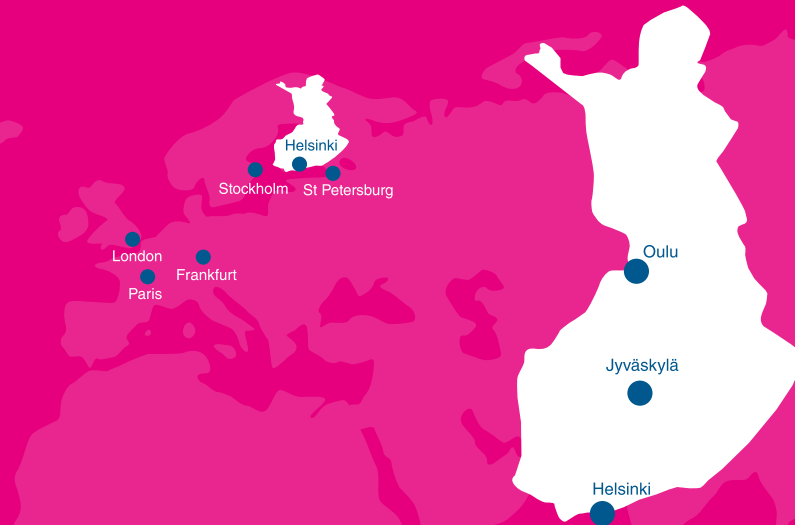 Helsinki
Stockholm
St Petersburg
London
Frankfurt
Paris
Oulu
Jyväskylä
Helsinki